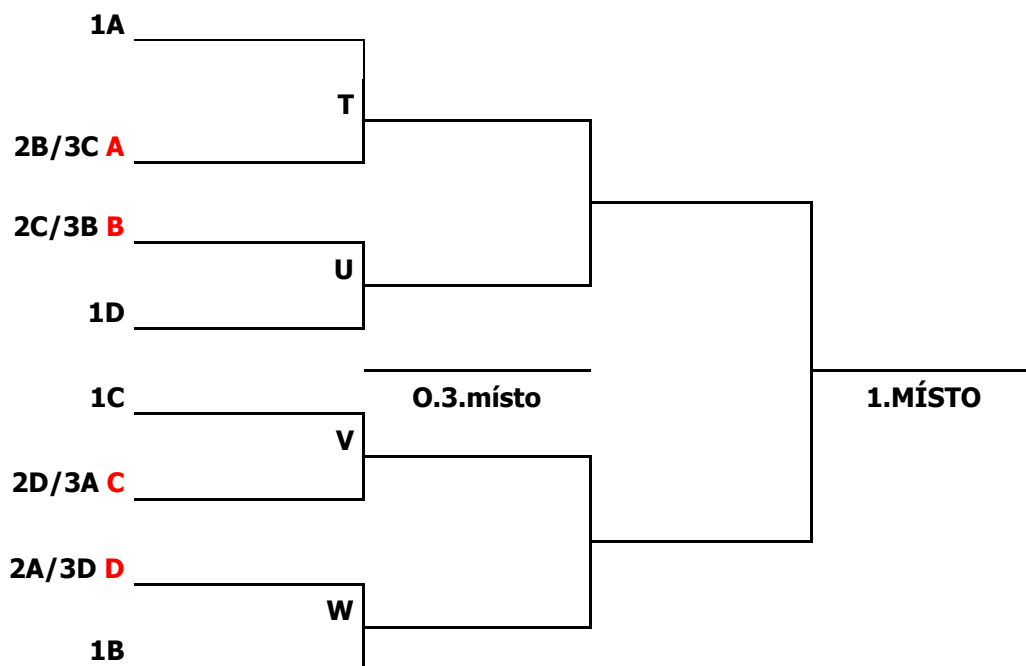 1A
T
2B/3C A
2C/3B B
U
1D
1C
O.3.místo
1.MÍSTO
V
2D/3A C
2A/3D D
W
1B